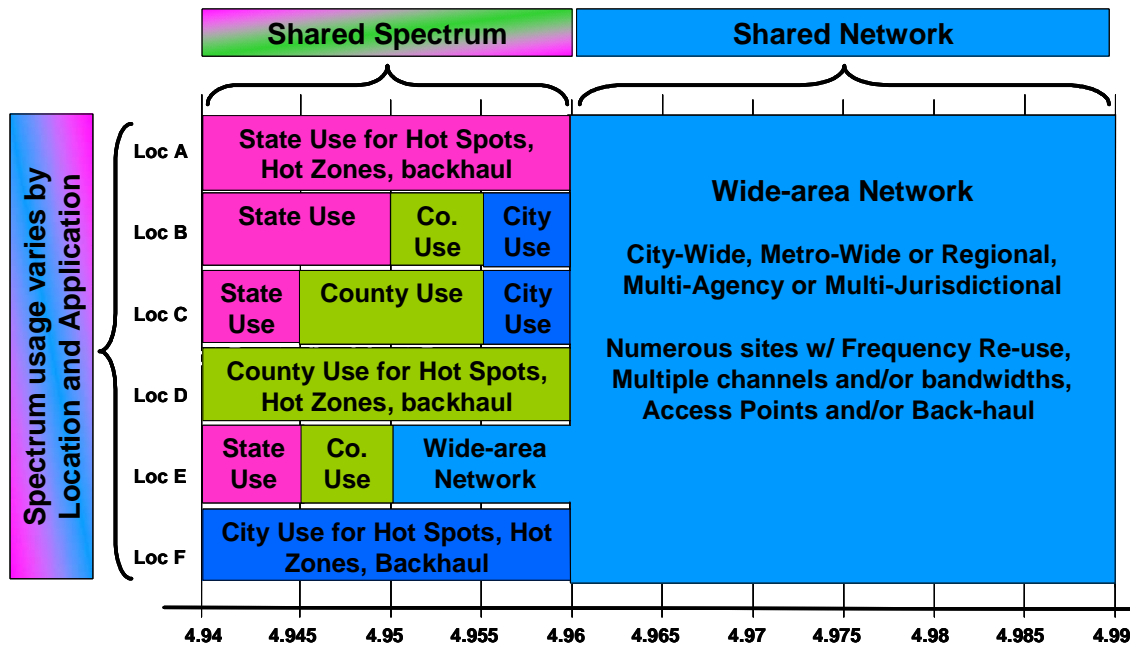 Shared Spectrum
Shared Network
Spectrum usage varies by
Location and Application
Loc A
State Use for Hot Spots,
Hot Zones, backhaul
Loc B
State Use
Co.
Use
City
Use
Loc C
State
Use
County Use
City
Use
Loc D
County Use for Hot Spots,
Hot Zones, backhaul
Loc E
State
Use
Co.
Use
Wide-area
Network
Loc F
City Use for Hot Spots, Hot
Zones, Backhaul
Wide-area Network
City-Wide, Metro-Wide or Regional,
Multi-Agency or Multi-Jurisdictional
Numerous sites w/ Frequency Re-use,
Multiple channels and/or bandwidths,
Access Points and/or Back-haul
4.94 4.945 4.95 4.955 4.96 4.965 4.97 4.975 4.98 4.985 4.99